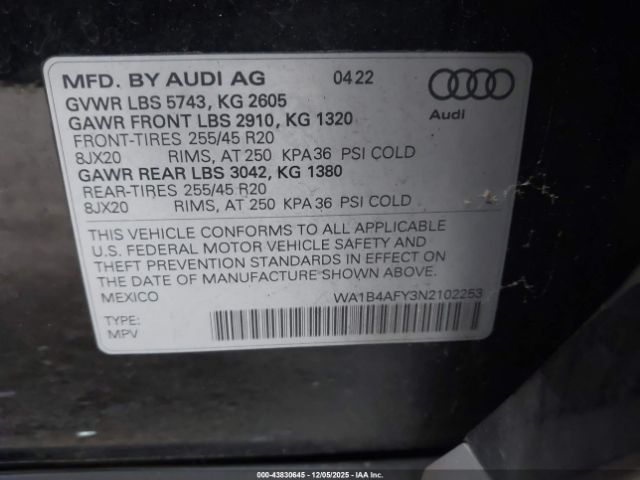 MFD. BY AUDI AG 04 22
GVWR LBS 5743, KG 2605
GAWR FRONT LBS 2910, KG 1320
FRONT-TIRES 255/45 R20
8JX20 RIMS, AT 250 KPA36 PSI COLD
GAWR REAR LBS 3042, KG 1380
REAR-TIRES 255/45 R20
8JX20 RIMS, AT 250 KPA36 PSI COLD
Audi
THIS VEHICLE CONFORMS TO ALL APPLICABLE
U.S. FEDERAL MOTOR VEHICLE SAFETY AND
THEFT PREVENTION STANDARDS IN EFFECT ON
THE DATE OF MANUFACTURE SHOWN ABOVE.
MEXICO WA1B4AFY3N2102253
TYPE:
MPV
000-43830645 - 12/05/2025 - IAAI.COM